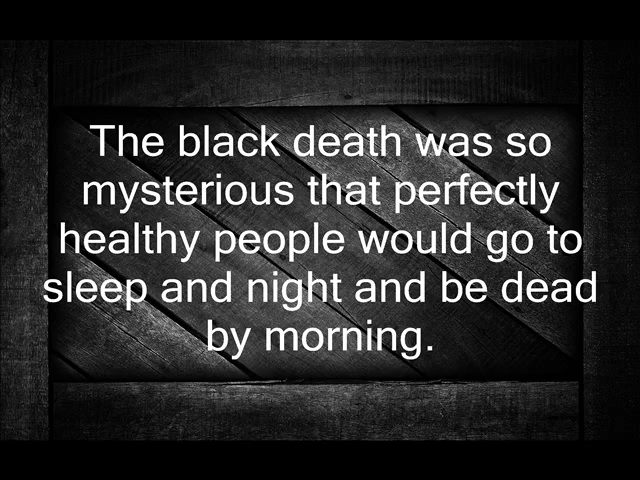 The black death was so
mysterious that perfectly
healthy people would go to
sleep and night and be dead
by morning.